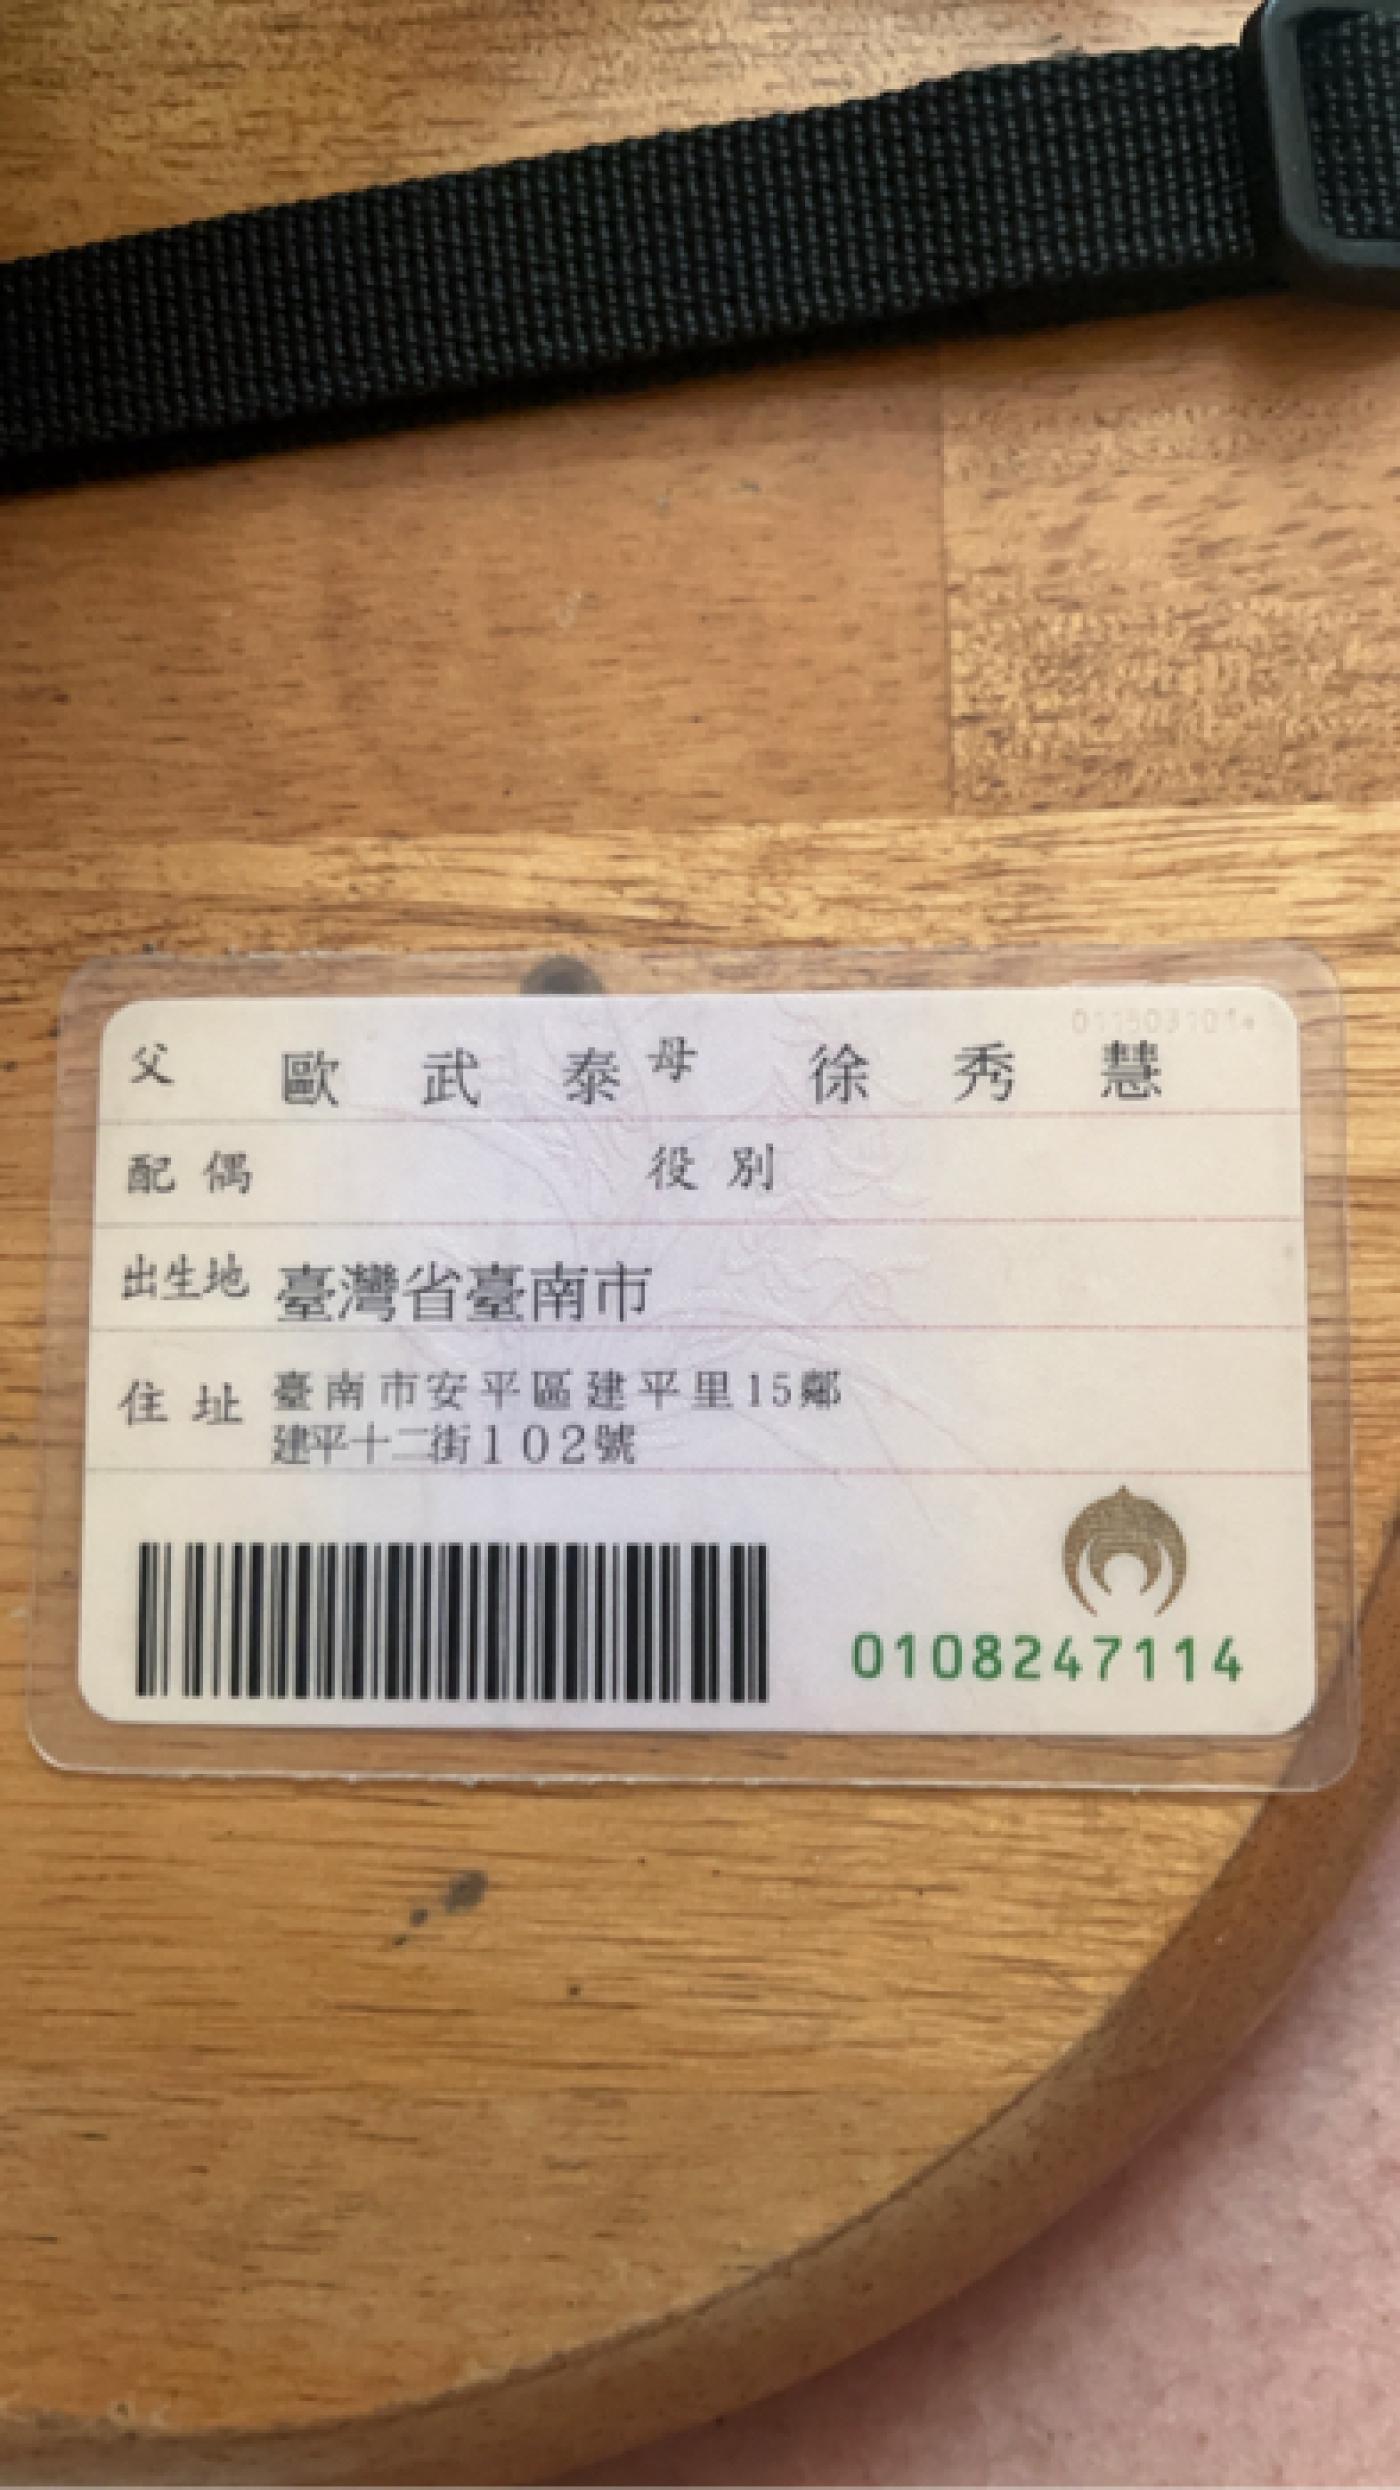 父 歐武泰 母 徐秀慧
配偶 役別
出生地 臺灣省臺南市
住址 臺南市安平區建平里15鄰
建平十二街102號
0108247114